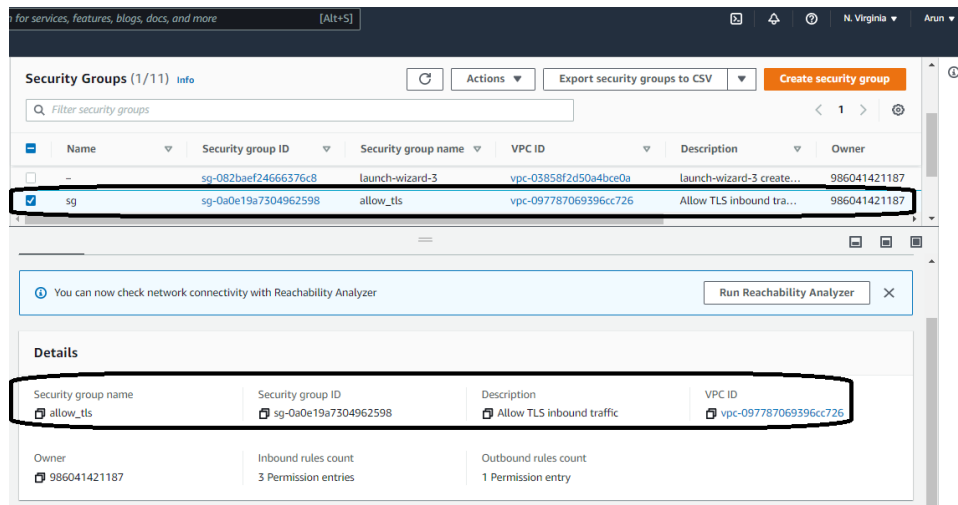 n for services, features, blogs, docs, and more [Alt+S] N. Virginia ▼ Arun ▼
Security Groups (1/11) Info Actions ▼ Export security groups to CSV ▼ Create security group
Filter security groups 1
Name Security group ID Security group name VPC ID Description Owner
– sg-082baef24666376c8 launch-wizard-3 vpc-03858f2d50a4bce0a launch-wizard-3 create... 986041421187
sg sg-0a0e19a7304962598 allow_tls vpc-097787069396cc726 Allow TLS inbound tra... 986041421187
You can now check network connectivity with Reachability Analyzer Run Reachability Analyzer
Details
Security group name Security group ID Description VPC ID
allow_tls sg-0a0e19a7304962598 Allow TLS inbound traffic vpc-097787069396cc726
Owner Inbound rules count Outbound rules count
986041421187 3 Permission entries 1 Permission entry